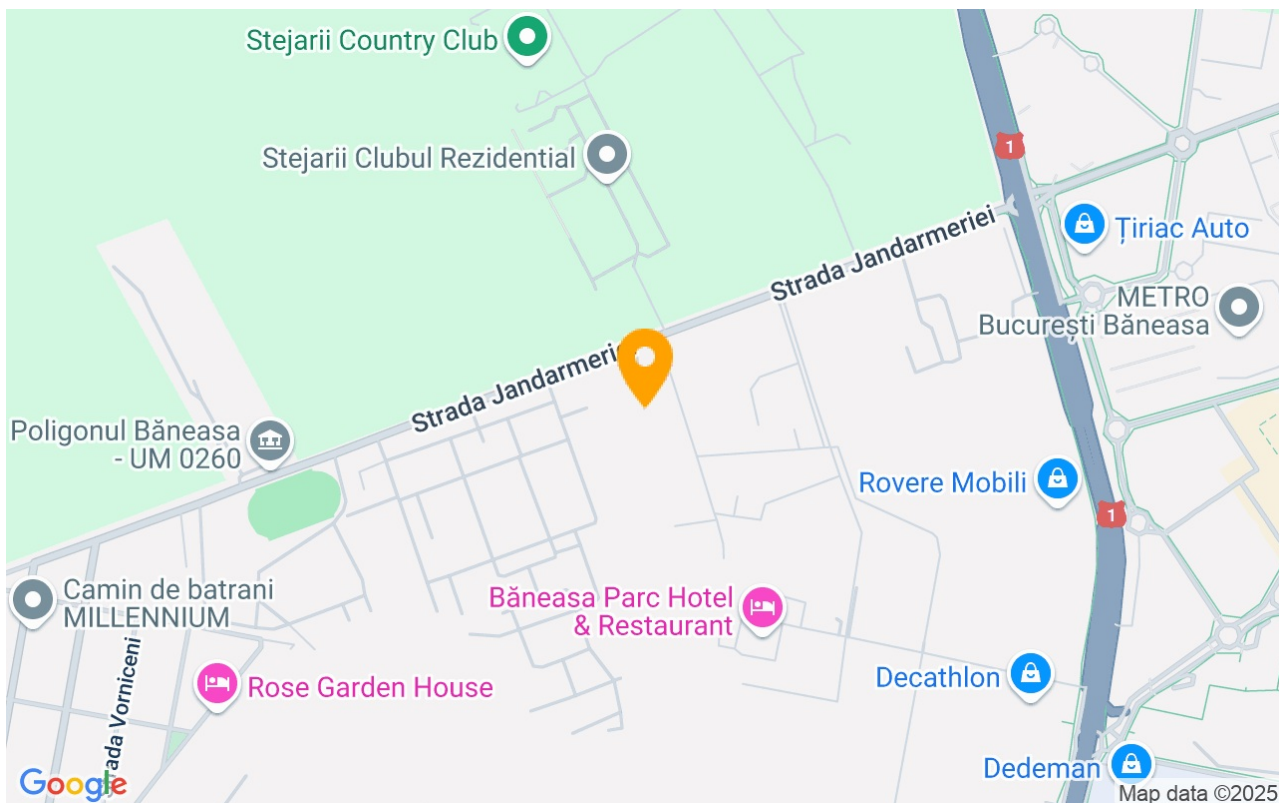 Stejarii Country Club
Stejarii Clubul Rezidential
1
Strada Jandarmeriei
Țiriac Auto
METRO
București Băneasa
Strada Jandarmerie
Poligonul Băneasa
- UM 0260
Rovere Mobili
1
Camin de batrani
MILLENNIUM
Băneasa Parc Hotel
& Restaurant
Rose Garden House
Decathlon
ada Vorniceni
Dedeman
Google
Map data ©2025